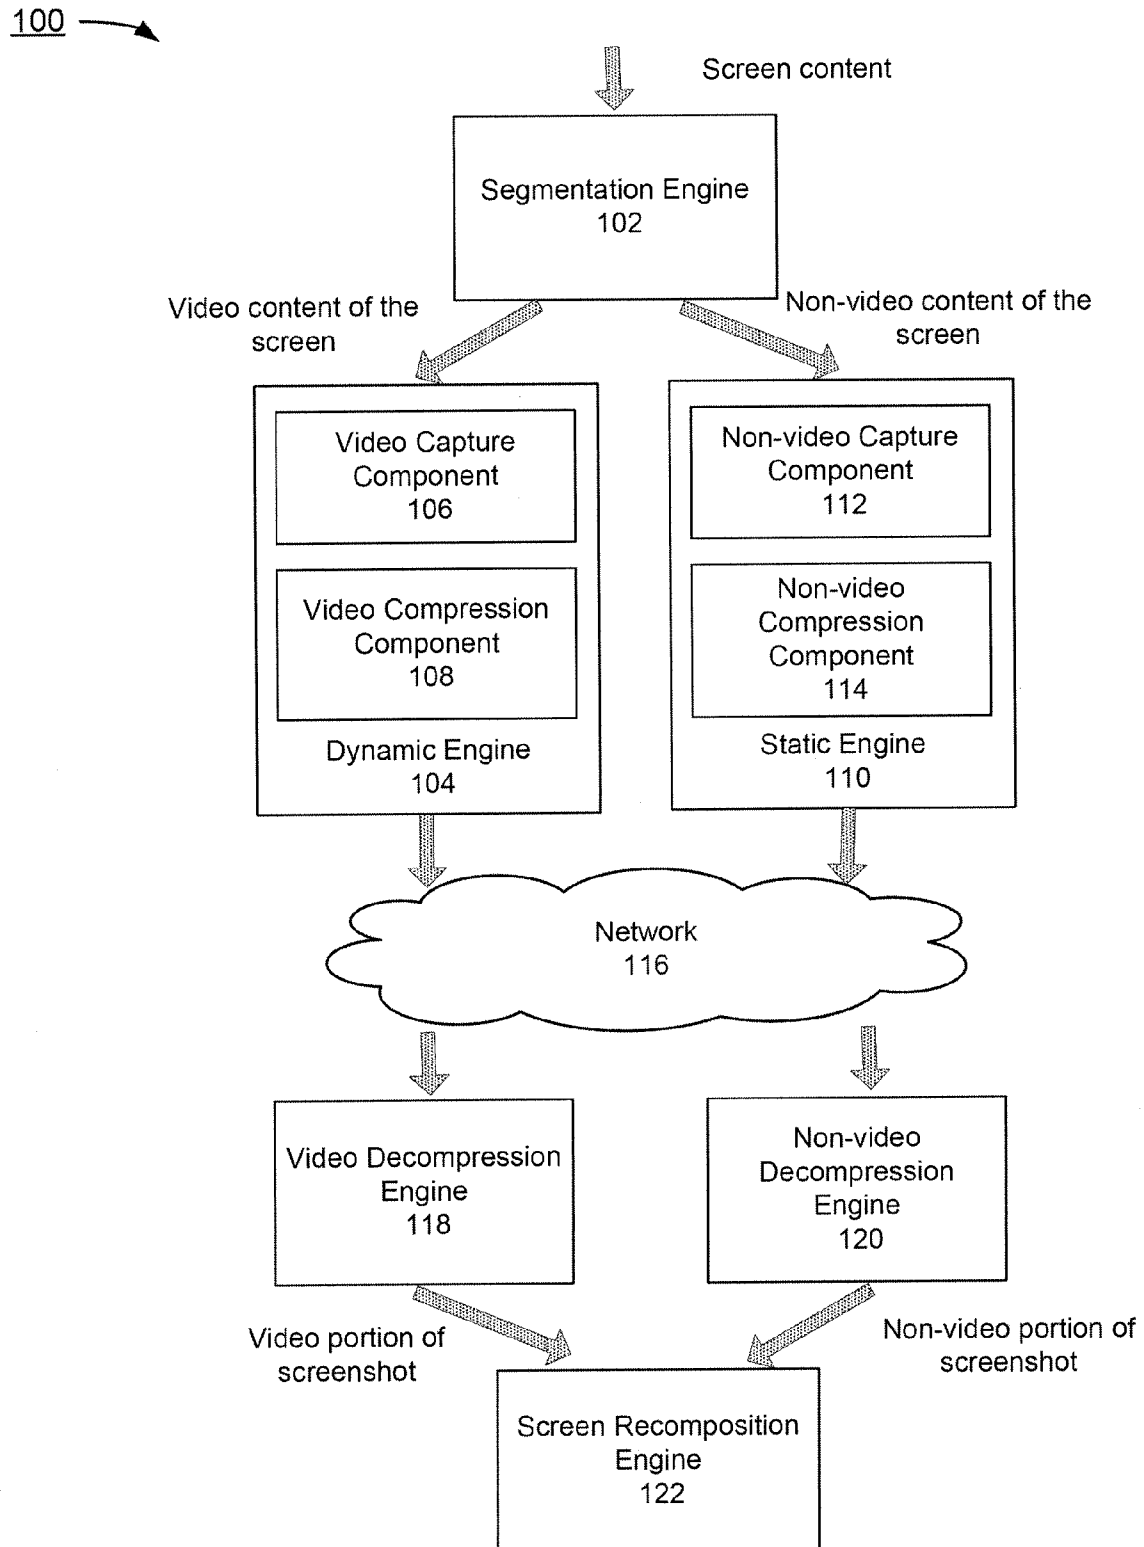 100
Screen content
Segmentation Engine
102
Video content of the
screen
Non-video content of the
screen
Video Capture
Component
106
Video Compression
Component
108
Dynamic Engine
104
Non-video Capture
Component
112
Non-video
Compression
Component
114
Static Engine
110
Network
116
Video Decompression
Engine
118
Non-video
Decompression
Engine
120
Video portion of
screenshot
Non-video portion of
screenshot
Screen Recomposition
Engine
122